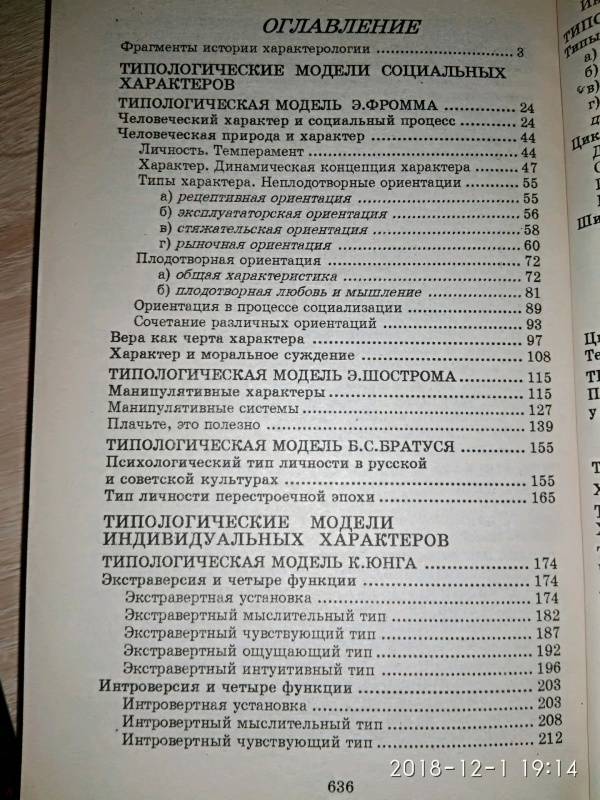 ОГЛАВЛЕНИЕ
Фрагменты истории характерологии 3
ТИПОЛОГИЧЕСКИЕ МОДЕЛИ СОЦИАЛЬНЫХ
ХАРАКТЕРОВ
ТИПОЛОГИЧЕСКАЯ МОДЕЛЬ Э.ФРОММА 24
Человеческий характер и социальный процесс 24
Человеческая природа и характер 44
Личность. Темперамент 44
Характер. Динамическая концепция характера 47
Типы характера. Неплодотворные ориентации 55
а) рецептивная ориентация 55
б) эксплуататорская ориентация 56
в) стяжательская ориентация 58
г) рыночная ориентация 60
Плодотворная ориентация 72
а) общая характеристика 72
б) плодотворная любовь и мышление 81
Ориентация в процессе социализации 89
Сочетание различных ориентаций 93
Вера как черта характера 97
Характер и моральное суждение 108
ТИПОЛОГИЧЕСКАЯ МОДЕЛЬ Э.ШОСТРОМА 115
Манипулятивные характеры 115
Манипулятивные системы 127
Плачьте, это полезно 139
ТИПОЛОГИЧЕСКАЯ МОДЕЛЬ Б.С.БРАТУСЯ 155
Психологический тип личности в русской
и советской культурах 155
Тип личности перестроечной эпохи 165
ТИПОЛОГИЧЕСКИЕ МОДЕЛИ
ИНДИВИДУАЛЬНЫХ ХАРАКТЕРОВ
ТИПОЛОГИЧЕСКАЯ МОДЕЛЬ К.ЮНГА 174
Экстраверсия и четыре функции 174
Экстравертная установка 174
Экстравертный мыслительный тип 182
Экстравертный чувствующий тип 187
Экстравертный ощущающий тип 192
Экстравертный интуитивный тип 196
Интроверсия и четыре функции 203
Интровертная установка 203
Интровертный мыслительный тип 208
Интровертный чувствующий тип 212
636
2018-12-1 19:14